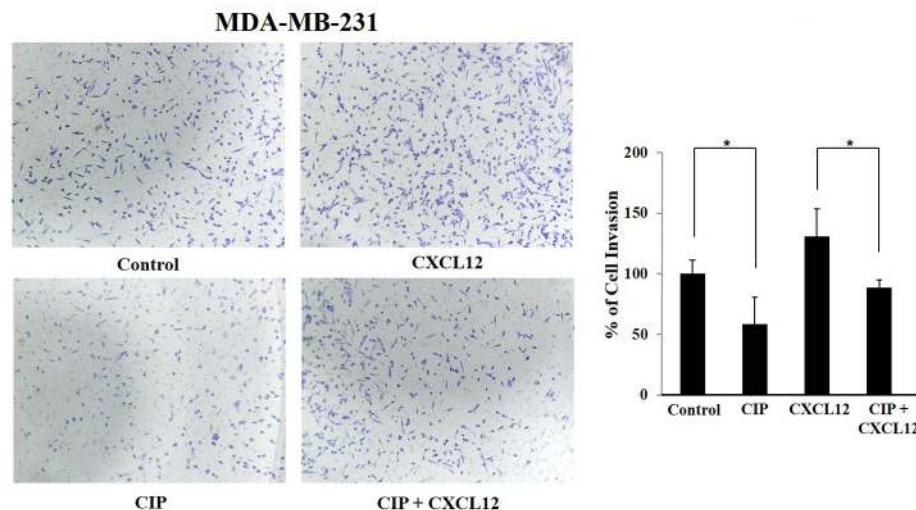 MDA-MB-231
Control
CXCL12
CIP
CIP + CXCL12
% of Cell Invasion
200
150
100
50
0
*
*
Control
CIP
CXCL12
CIP +
CXCL12